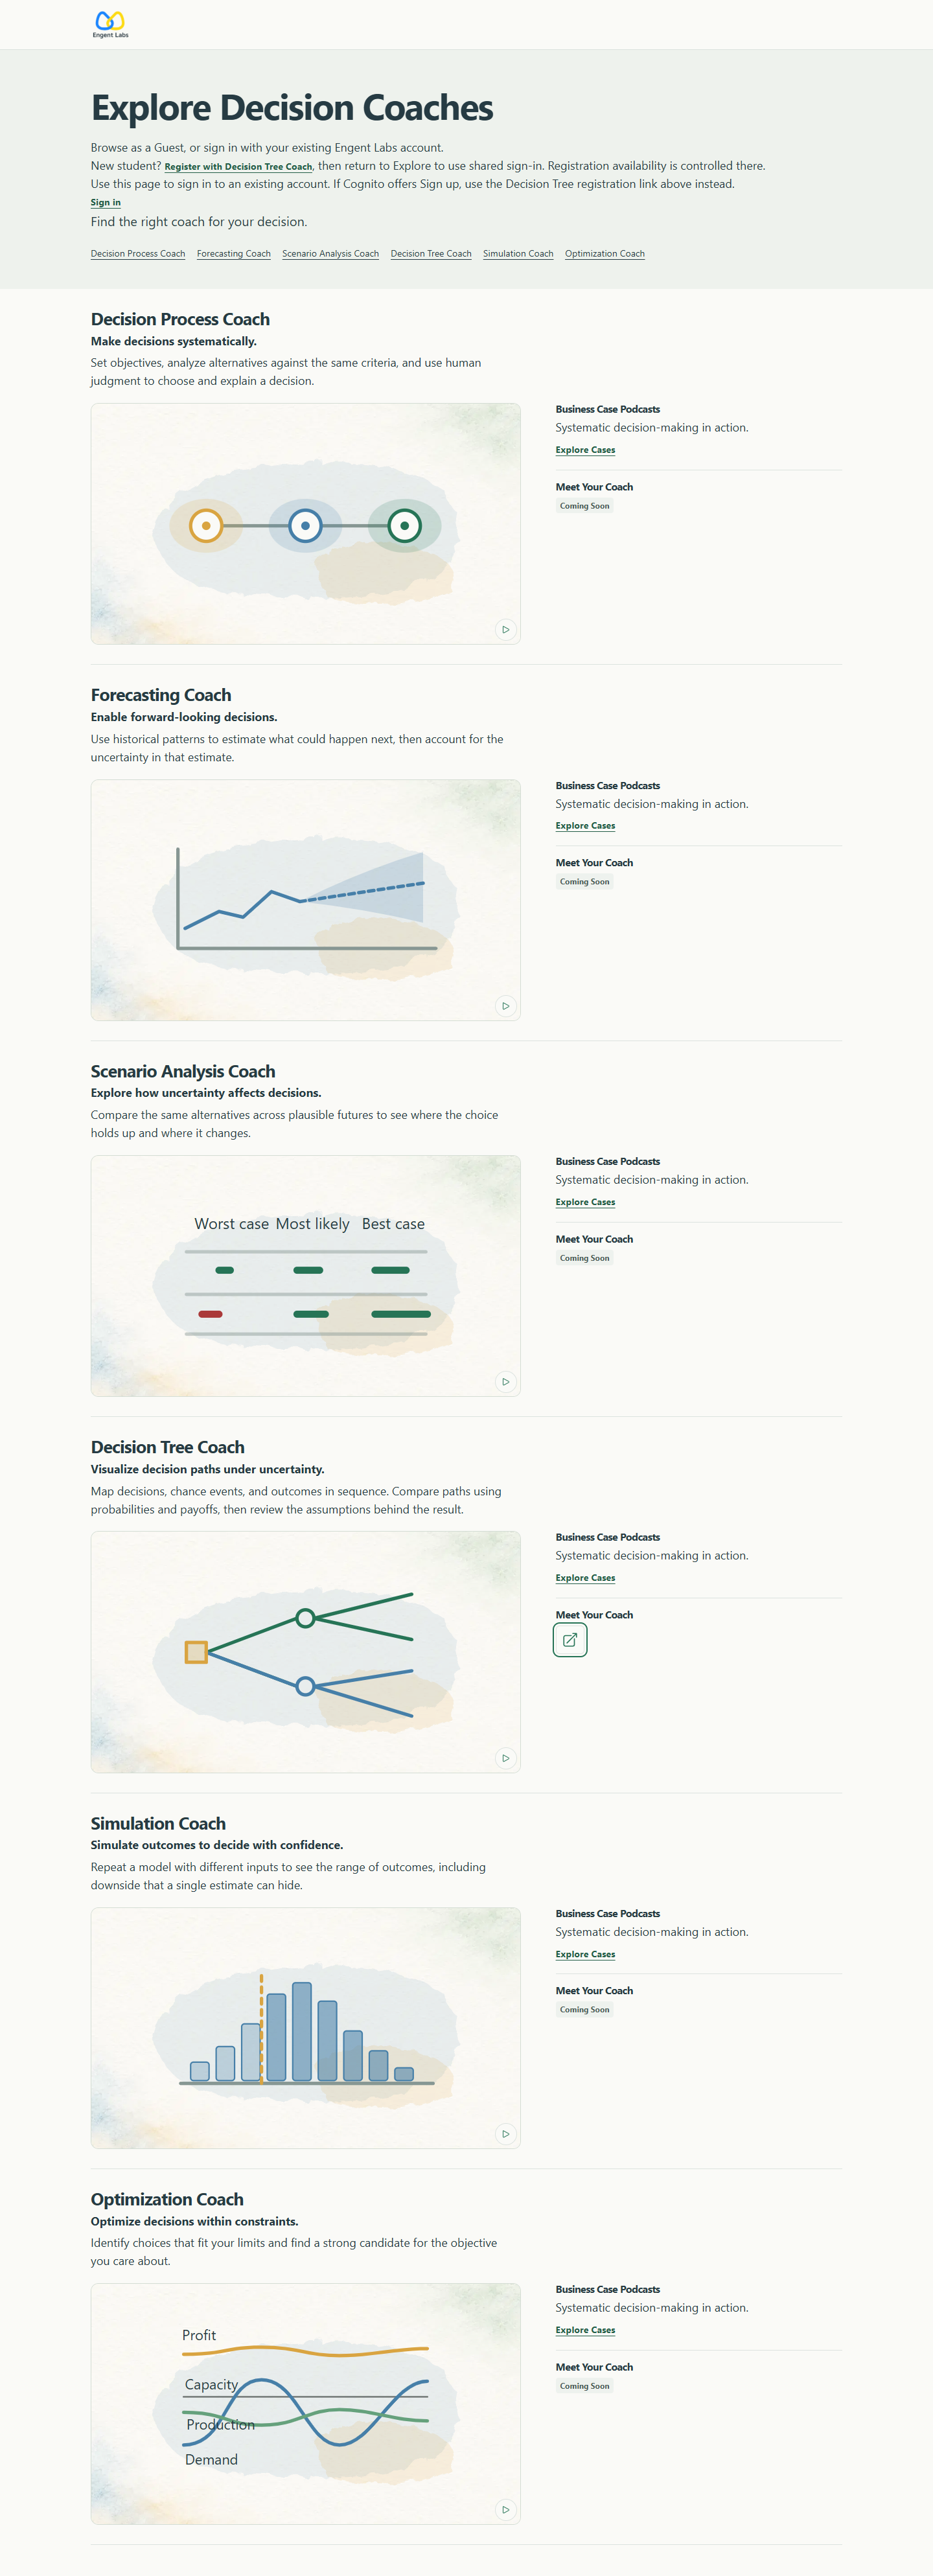 Engent Labs
Explore Decision Coaches
Browse as a Guest, or sign in with your existing Engent Labs account.
New student? Register with Decision Tree Coach, then return to Explore to use shared sign-in. Registration availability is controlled there.
Use this page to sign in to an existing account. If Cognito offers Sign up, use the Decision Tree registration link above instead.
Sign in
Find the right coach for your decision.
Decision Process Coach Forecasting Coach Scenario Analysis Coach Decision Tree Coach Simulation Coach Optimization Coach
Decision Process Coach
Make decisions systematically.
Set objectives, analyze alternatives against the same criteria, and use human
judgment to choose and explain a decision.
Business Case Podcasts
Systematic decision-making in action.
Explore Cases
Meet Your Coach
Coming Soon
Forecasting Coach
Enable forward-looking decisions.
Use historical patterns to estimate what could happen next, then account for the
uncertainty in that estimate.
Business Case Podcasts
Systematic decision-making in action.
Explore Cases
Meet Your Coach
Coming Soon
Scenario Analysis Coach
Explore how uncertainty affects decisions.
Compare the same alternatives across plausible futures to see where the choice
holds up and where it changes.
Worst case Most likely Best case
Business Case Podcasts
Systematic decision-making in action.
Explore Cases
Meet Your Coach
Coming Soon
Decision Tree Coach
Visualize decision paths under uncertainty.
Map decisions, chance events, and outcomes in sequence. Compare paths using
probabilities and payoffs, then review the assumptions behind the result.
Business Case Podcasts
Systematic decision-making in action.
Explore Cases
Meet Your Coach
Simulation Coach
Simulate outcomes to decide with confidence.
Repeat a model with different inputs to see the range of outcomes, including
downside that a single estimate can hide.
Business Case Podcasts
Systematic decision-making in action.
Explore Cases
Meet Your Coach
Coming Soon
Optimization Coach
Optimize decisions within constraints.
Identify choices that fit your limits and find a strong candidate for the objective
you care about.
Profit
Capacity
Production
Demand
Business Case Podcasts
Systematic decision-making in action.
Explore Cases
Meet Your Coach
Coming Soon